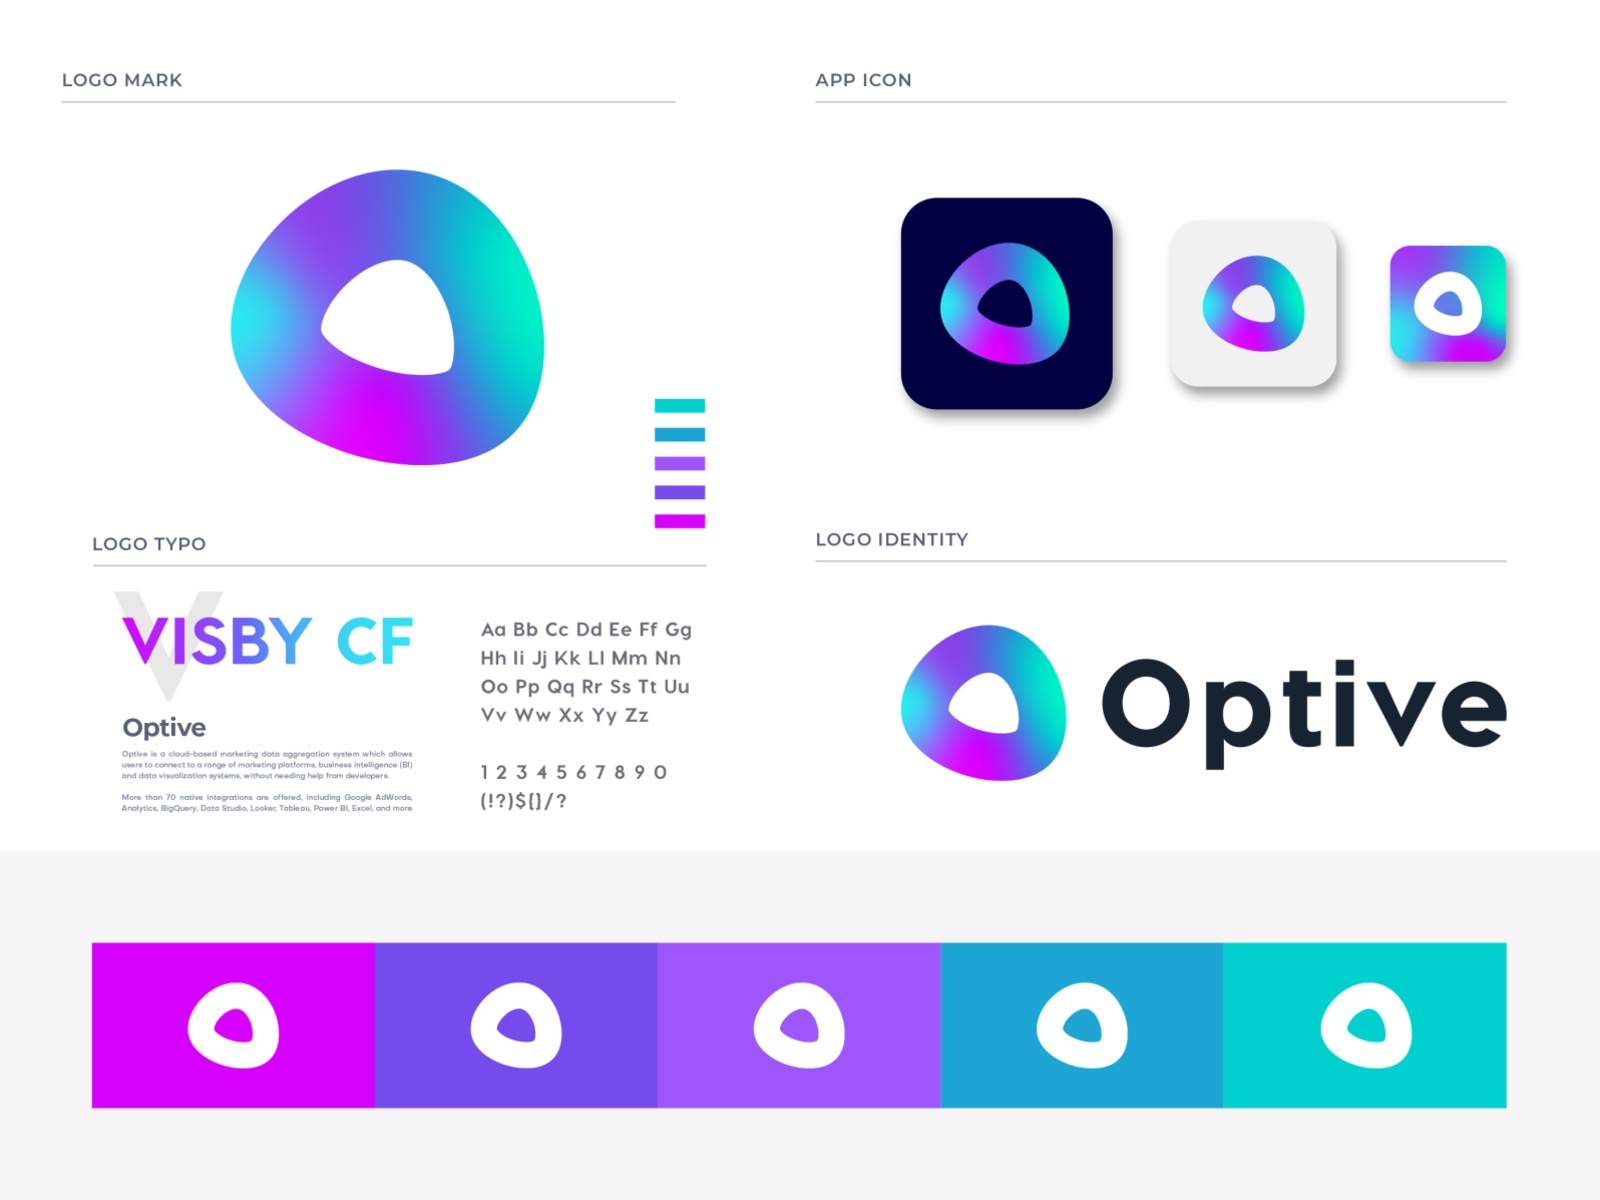 LOGO MARK
APP ICON
LOGO TYPO
VISBY CF
Optive
Optive is a cloud-based marketing data aggregation system which allows
users to connect to a range of marketing platforms, business intelligence (BI)
and data visualization systems, without needing help from developers.
More than 70 native integrations are offered, including Google AdWords,
Analytics, BigQuery, Data Studio, Looker, Tableau, Power BI, Excel, and more.
Aa Bb Cc Dd Ee Ff Gg
Hh Ii Jj Kk Ll Mm Nn
Oo Pp Qq Rr Ss Tt Uu
Vv Ww Xx Yy Zz
1 2 3 4 5 6 7 8 9 0
(!?)${}/?
LOGO IDENTITY
Optive